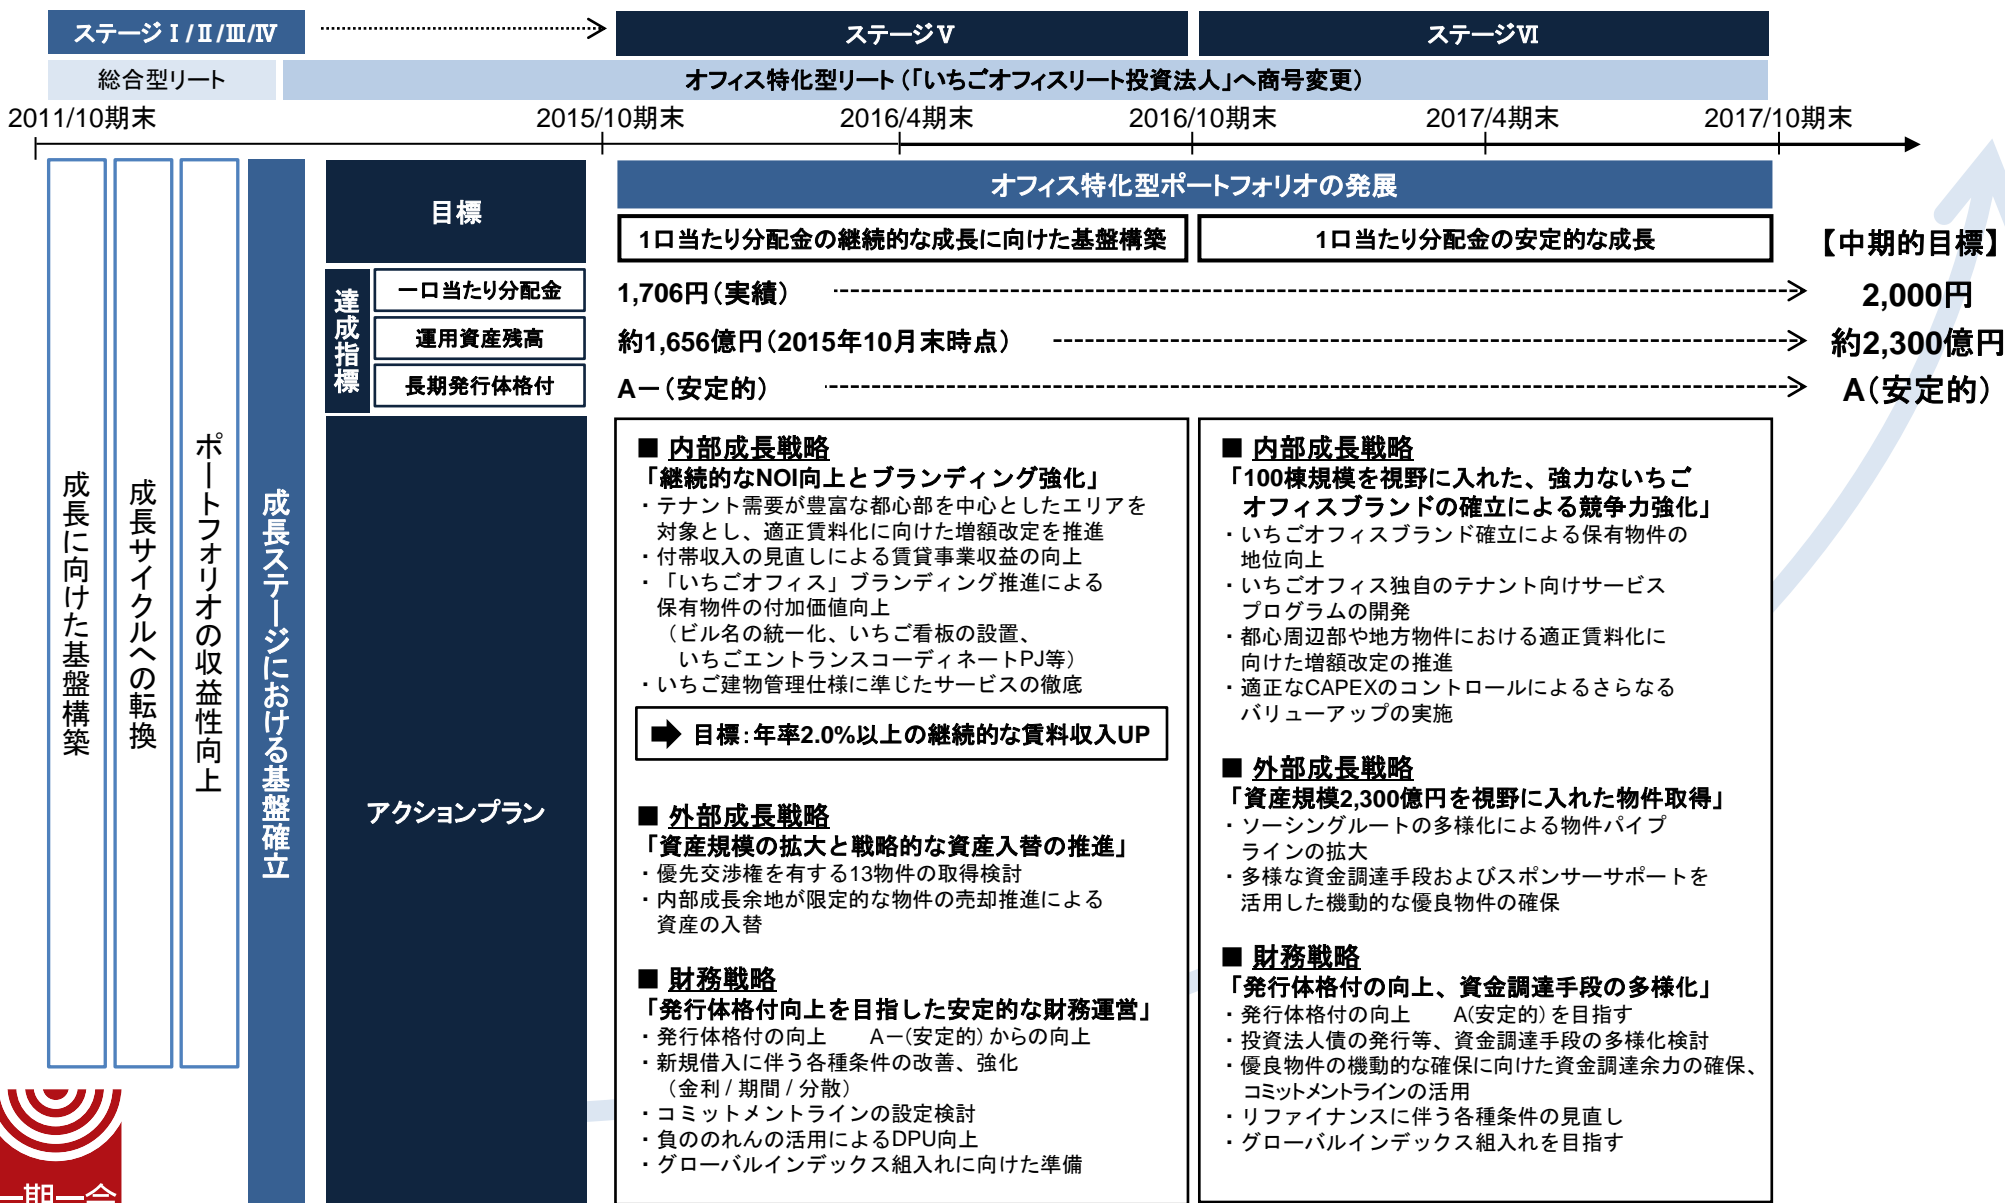 ステージⅠ/Ⅱ/Ⅲ/Ⅳ
ステージⅤ
ステージⅥ
総合型リート
オフィス特化型リート（「いちごオフィスリート投資法人」へ商号変更）
2011/10期末
2015/10期末
2016/4期末
2016/10期末
2017/4期末
2017/10期末
成長に向けた基盤構築
成長サイクルへの転換
ポートフォリオの収益性向上
成長ステージにおける基盤確立
目標
オフィス特化型ポートフォリオの発展
1口当たり分配金の継続的な成長に向けた基盤構築
1口当たり分配金の安定的な成長
【中期的目標】
達成指標
一口当たり分配金
1,706円（実績）
2,000円
運用資産残高
約1,656億円（2015年10月末時点）
約2,300億円
長期発行体格付
A－（安定的）
A（安定的）
アクションプラン
■ 内部成長戦略
「継続的なNOI向上とブランディング強化」
・テナント需要が豊富な都心部を中心としたエリアを
対象とし、適正賃料化に向けた増額改定を推進
・付帯収入の見直しによる賃貸事業収益の向上
・「いちごオフィス」ブランディング推進による
保有物件の付加価値向上
（ビル名の統一化、いちご看板の設置、
いちごエントランスコーディネートPJ等）
・いちご建物管理仕様に準じたサービスの徹底
➡ 目標：年率2.0%以上の継続的な賃料収入UP
■ 外部成長戦略
「資産規模の拡大と戦略的な資産入替の推進」
・優先交渉権を有する13物件の取得検討
・内部成長余地が限定的な物件の売却推進による
資産の入替
■ 財務戦略
「発行体格付向上を目指した安定的な財務運営」
・発行体格付の向上　A－(安定的)からの向上
・新規借入に伴う各種条件の改善、強化
（金利 / 期間 / 分散）
・コミットメントラインの設定検討
・負ののれんの活用によるDPU向上
・グローバルインデックス組入れに向けた準備
■ 内部成長戦略
「100棟規模を視野に入れた、強力ないちご
オフィスブランドの確立による競争力強化」
・いちごオフィスブランド確立による保有物件の
地位向上
・いちごオフィス独自のテナント向けサービス
プログラムの開発
・都心周辺部や地方物件における適正賃料化に
向けた増額改定の推進
・適正なCAPEXのコントロールによるさらなる
バリューアップの実施
■ 外部成長戦略
「資産規模2,300億円を視野に入れた物件取得」
・ソーシングルートの多様化による物件パイプ
ラインの拡大
・多様な資金調達手段およびスポンサーサポートを
活用した機動的な優良物件の確保
■ 財務戦略
「発行体格付の向上、資金調達手段の多様化」
・発行体格付の向上　A(安定的)を目指す
・投資法人債の発行等、資金調達手段の多様化検討
・優良物件の機動的な確保に向けた資金調達余力の確保、
コミットメントラインの活用
・リファイナンスに伴う各種条件の見直し
・グローバルインデックス組入れを目指す
一期一会